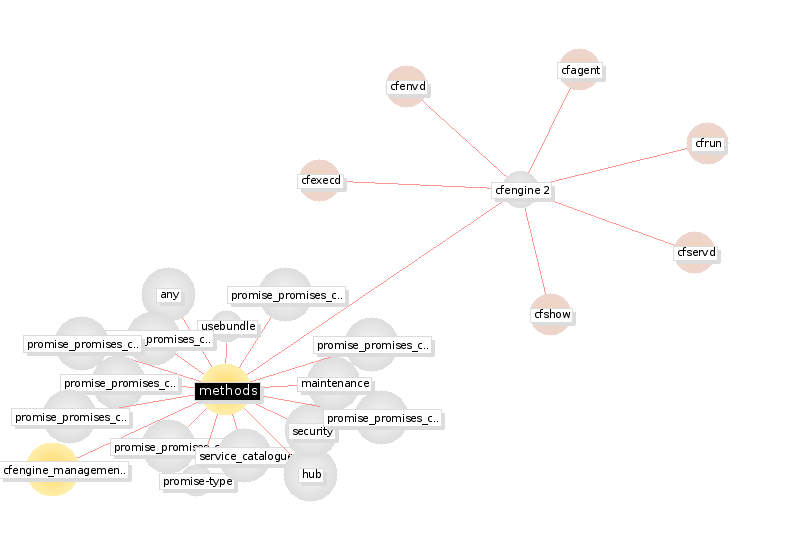 cfagent
cfenvd
cfrun
cfexecd
cfengine 2
cfservd
cfshow
any
promise_promises_c..
usebundle
promises_c..
promise_promises_c..
promise_promises_c..
promise_promises_c..
maintenance
methods
promise_promises_c..
promise_promises_c..
security
promise_promises_c
service_catalogue
cfengine_managemen..
hub
promise-type